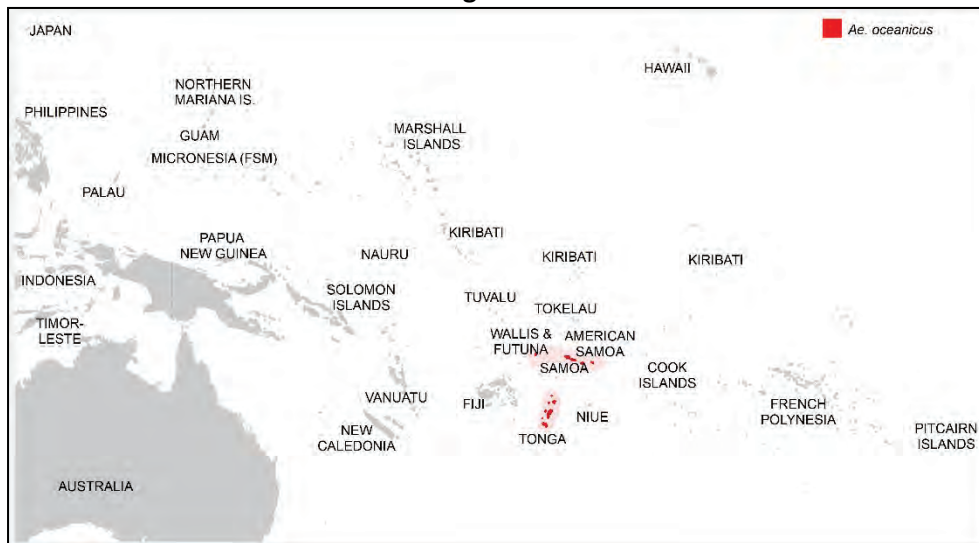 JAPAN
Ae. oceanicus
HAWAII
NORTHERN
MARIANA IS.
PHILIPPINES
GUAM
MARSHALL
ISLANDS
MICRONESIA (FSM)
PALAU
KIRIBATI
PAPUA
NEW GUINEA
NAURU
KIRIBATI
KIRIBATI
INDONESIA
SOLOMON
ISLANDS
TUVALU
TOKELAU
TIMOR-
LESTE
WALLIS &
FUTUNA
AMERICAN
SAMOA
SAMOA
COOK
ISLANDS
VANUATU
FIJI
NIUE
FRENCH
POLYNESIA
NEW
CALEDONIA
TONGA
PITCAIRN
ISLANDS
AUSTRALIA